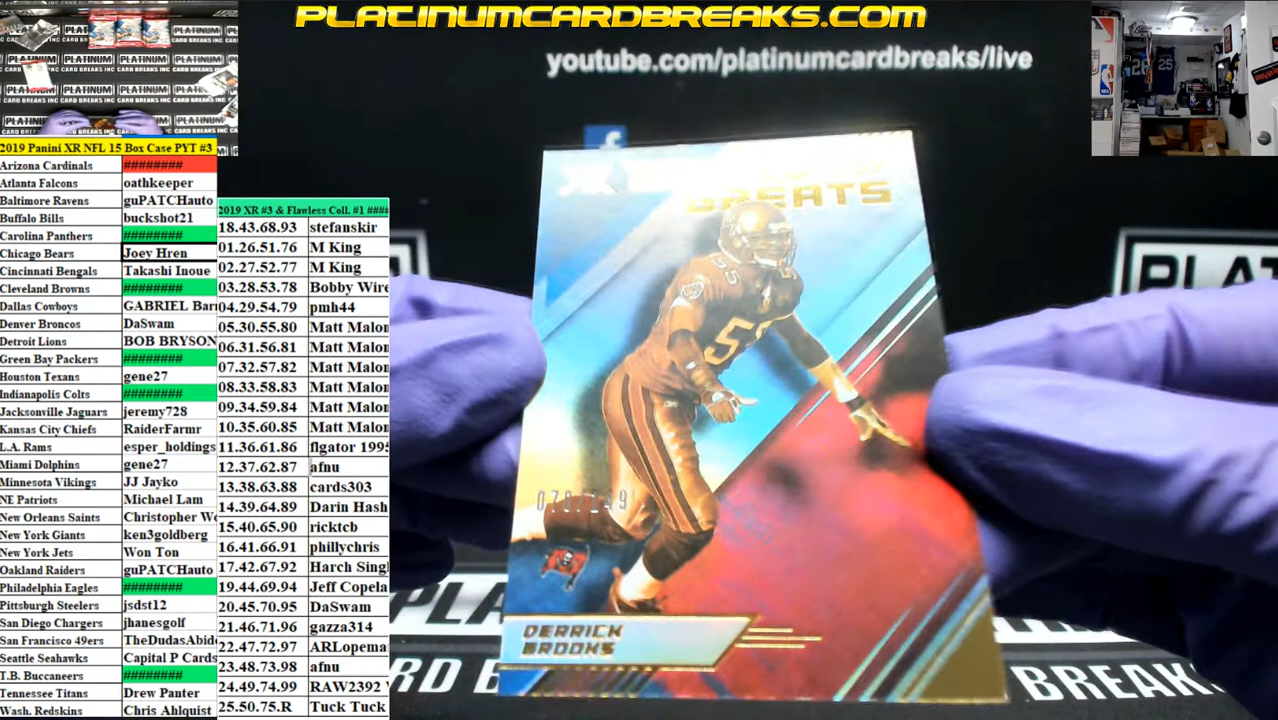 PLATINUMCARDBREAKS.COM
youtube.com/platinumcardbreaks/live
2019 Panini XR NFL 15 Box Case PYT #3
Arizona Cardinals ########
Atlanta Falcons oathkeeper
Baltimore Ravens guPATCHauto
Buffalo Bills buckshot21
Carolina Panthers ########
Chicago Bears Joey Hren
Cincinnati Bengals Takashi Inoue
Cleveland Browns ########
Dallas Cowboys GABRIEL Bar
Denver Broncos DaSwam
Detroit Lions BOB BRYSON
Green Bay Packers ########
Houston Texans gene27
Indianapolis Colts ########
Jacksonville Jaguars jeremy728
Kansas City Chiefs RaiderFarmr
L.A. Rams esper_holdings
Miami Dolphins gene27
Minnesota Vikings JJ Jayko
NE Patriots Michael Lam
New Orleans Saints Christopher Wo
New York Giants ken3goldberg
New York Jets Won Ton
Oakland Raiders guPATCHauto
Philadelphia Eagles ########
Pittsburgh Steelers jsdst12
San Diego Chargers jhanesgolf
San Francisco 49ers TheDudasAbide
Seattle Seahawks Capital P Cards
T.B. Buccaneers ########
Tennessee Titans Drew Panter
Wash. Redskins Chris Ahlquist
2019 XR #3 & Flawless Coll. #1 ####
18.43.68.93 stefanskir
01.26.51.76 M King
02.27.52.77 M King
03.28.53.78 Bobby Wire
04.29.54.79 pmh44
05.30.55.80 Matt Malon
06.31.56.81 Matt Malon
07.32.57.82 Matt Malon
08.33.58.83 Matt Malon
09.34.59.84 Matt Malon
10.35.60.85 Matt Malon
11.36.61.86 flgator 1995
12.37.62.87 afnu
13.38.63.88 cards303
14.39.64.89 Darin Hash
15.40.65.90 ricktcb
16.41.66.91 phillychris
17.42.67.92 Harch Singl
19.44.69.94 Jeff Copela
20.45.70.95 DaSwam
21.46.71.96 gazza314
22.47.72.97 ARLopema
23.48.73.98 afnu
24.49.74.99 RAW2392
25.50.75.R Tuck Tuck
XR
GREATS
55
DERRICK
BROOKS
PLA
BREAKS